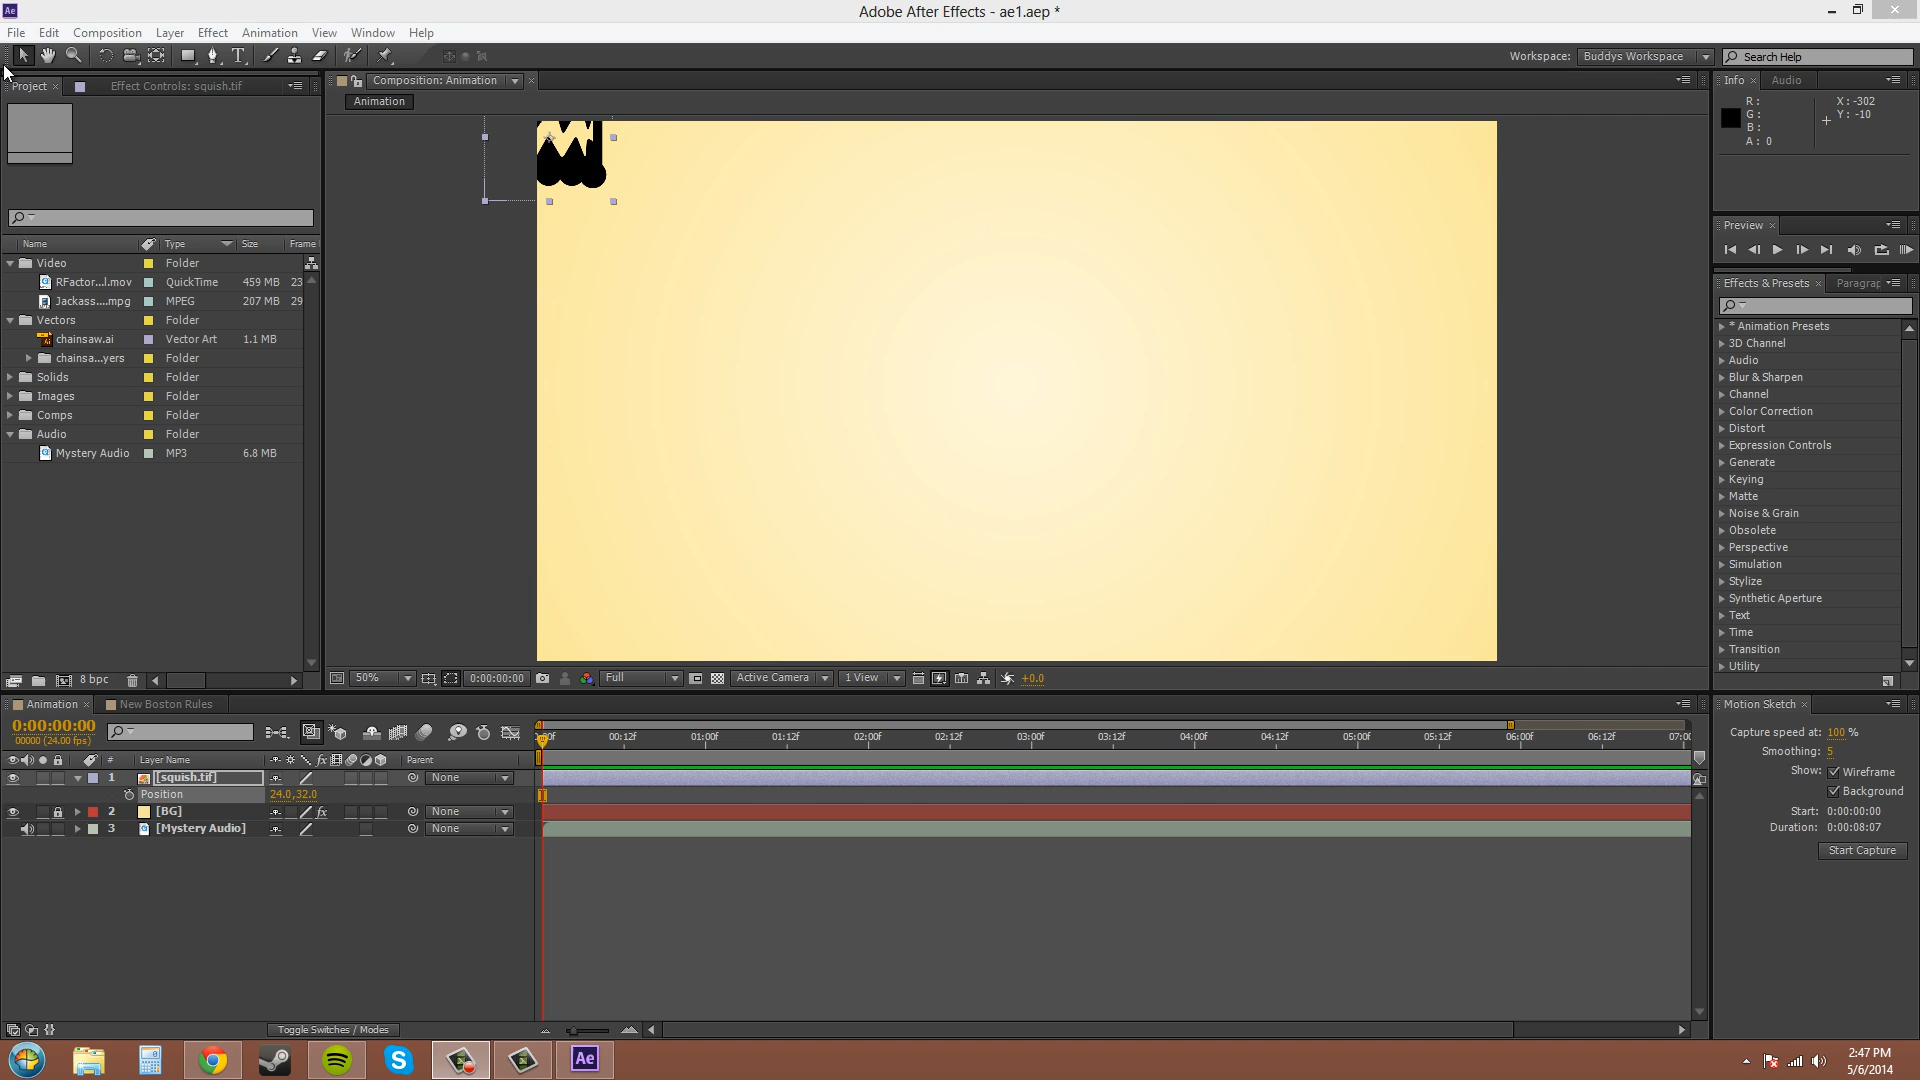 Ae Adobe After Effects - ae1.aep *
File Edit Composition Layer Effect Animation View Window Help
Workspace: Buddys Workspace Search Help
Project × Effect Controls: squish.tif
Composition: Animation
Animation
Info × Audio
R: X: -302
G: Y: -10
B:
A: 0
Preview ×
Name Type Size Frame
Video Folder
RFactor...l.mov QuickTime 459 MB 23
Jackass....mpg MPEG 207 MB 29
Vectors Folder
chainsaw.ai Vector Art 1.1 MB
chainsa...yers Folder
Solids Folder
Images Folder
Comps Folder
Audio Folder
Mystery Audio MP3 6.8 MB
Effects & Presets ×
* Animation Presets
3D Channel
Audio
Blur & Sharpen
Channel
Color Correction
Distort
Expression Controls
Generate
Keying
Matte
Noise & Grain
Obsolete
Perspective
Simulation
Stylize
Synthetic Aperture
Text
Time
Transition
Utility
8 bpc
50% 0:00:00:00 Full Active Camera 1 View +0.0
Animation × New Boston Rules
0:00:00:00
00000 (24.00 fps)
00:12f 01:00f 01:12f 02:00f 02:12f 03:00f 03:12f 04:00f 04:12f 05:00f 05:12f 06:00f 06:12f
# Layer Name fx Parent
1 [squish.tif] None
Position 24.0,32.0
2 [BG] fx None
3 [Mystery Audio] None
Toggle Switches / Modes
Motion Sketch ×
Capture speed at: 100 %
Smoothing: 5
Show: Wireframe
Background
Start: 0:00:00:00
Duration: 0:00:08:07
Start Capture
Ae
2:47 PM
5/6/2014